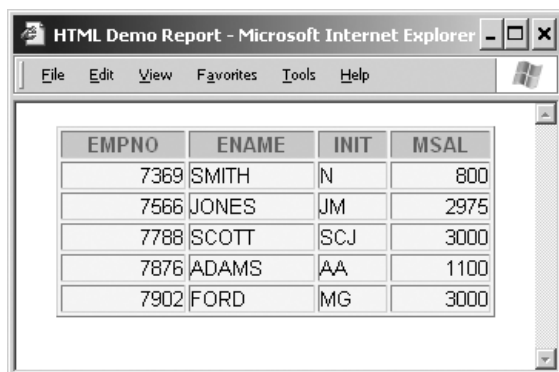 HTML Demo Report - Microsoft Internet Explorer
File Edit View Favorites Tools Help
EMPNO ENAME INIT MSAL
7369 SMITH N 800
7566 JONES JM 2975
7788 SCOTT SCJ 3000
7876 ADAMS AA 1100
7902 FORD MG 3000